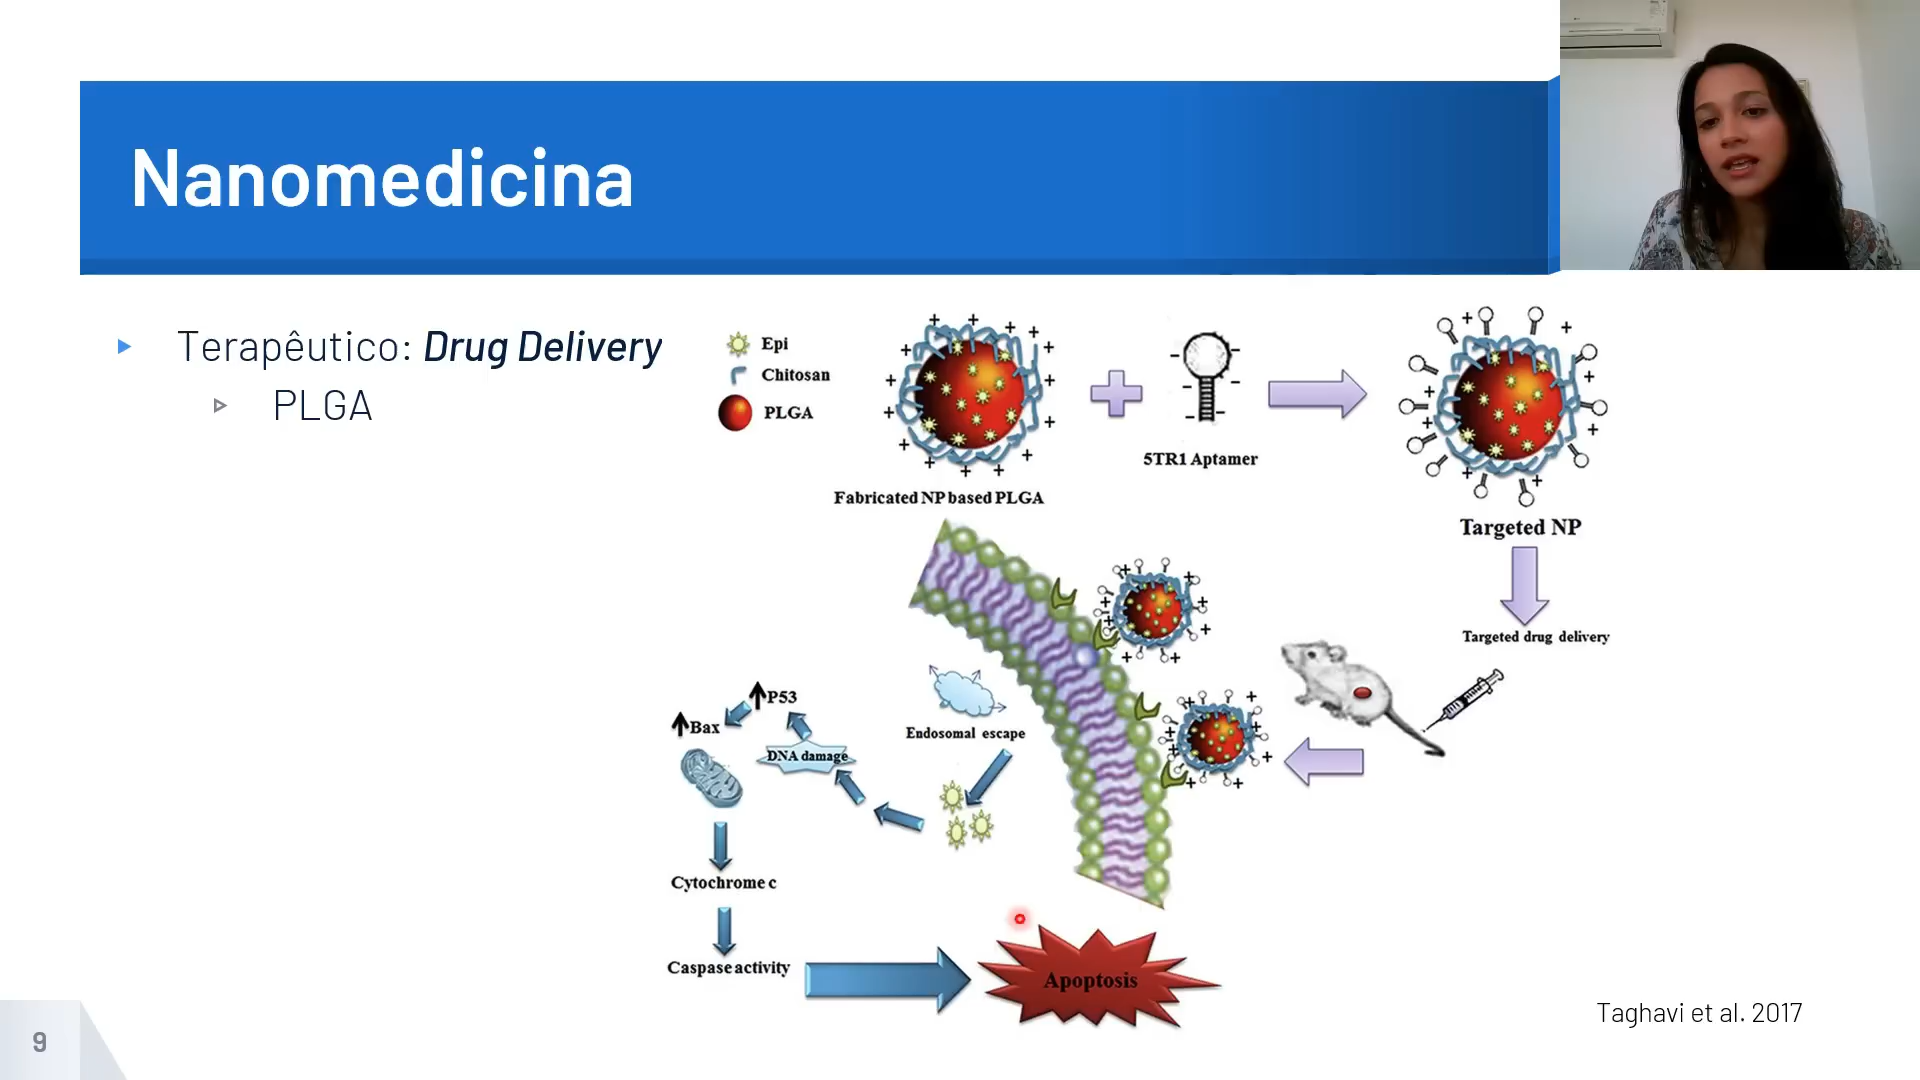 Nanomedicina
Terapêutico: Drug Delivery
PLGA
Epi
Chitosan
PLGA
Fabricated NP based PLGA
5TR1 Aptamer
Targeted NP
Targeted drug delivery
Endosomal escape
DNA damage
P53
Bax
Cytochrome c
Caspase activity
Apoptosis
Taghavi et al. 2017
9